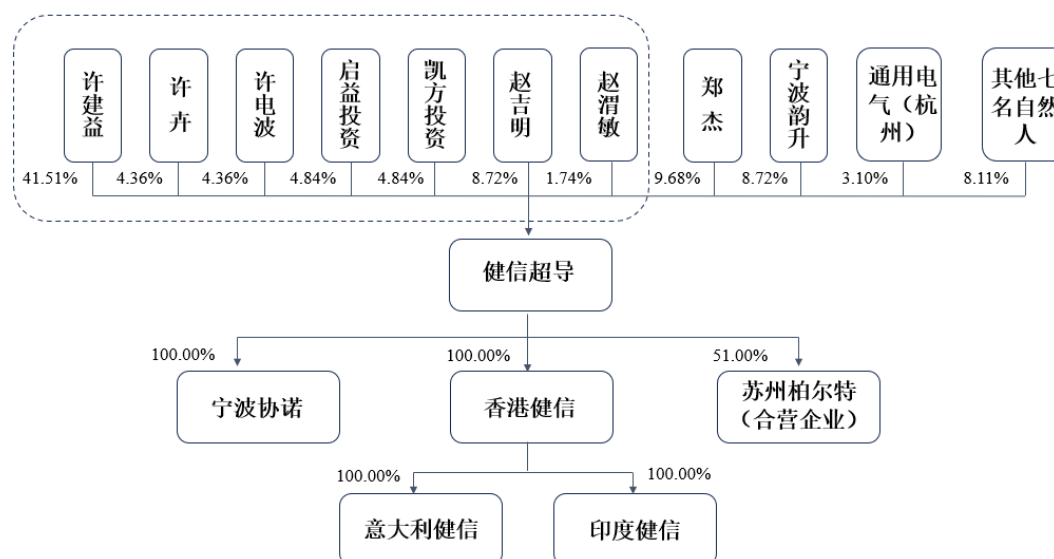 许建益
许卉
许电波
启益投资
凯方投资
赵吉明
赵渭敏
郑杰
宁波韵升
通用电
气（杭
州）
其他七
名自然
人
41.51%
4.36%
4.36%
4.84%
4.84%
8.72%
1.74%
9.68%
8.72%
3.10%
8.11%
健信超导
100.00%
100.00%
51.00%
宁波协诺
香港健信
苏州柏尔特
（合营企业）
100.00%
100.00%
意大利健信
印度健信